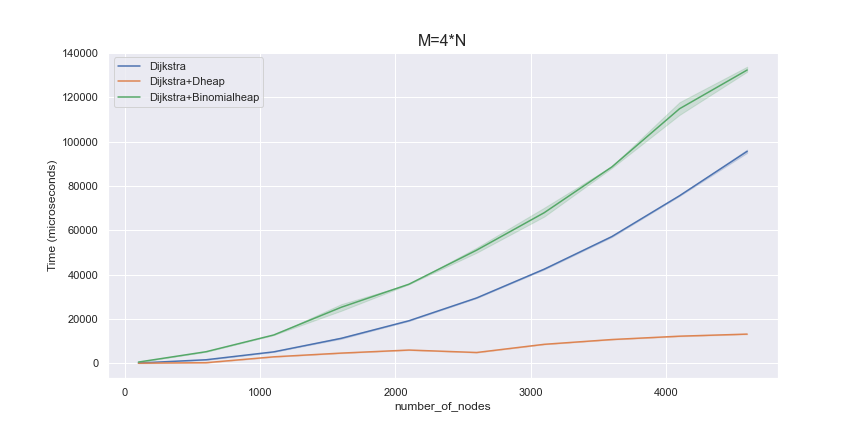 M=4*N
Dijkstra
Dijkstra+Dheap
Dijkstra+Binomialheap
140000
120000
100000
80000
60000
40000
20000
0
Time (microseconds)
0 1000 2000 3000 4000
number_of_nodes